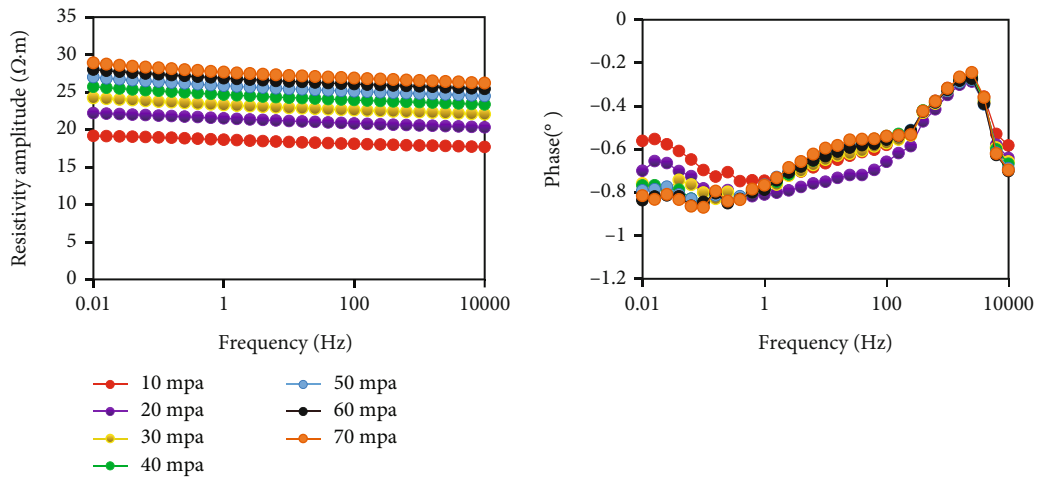 35
30
25
20
15
10
5
0
Resistivity amplitude (Ω·m)
0.01 1 100 10000
Frequency (Hz)
0
−0.2
−0.4
−0.6
−0.8
−1
−1.2
Phase(°)
0.01 1 100 10000
Frequency (Hz)
10 mpa
20 mpa
30 mpa
40 mpa
50 mpa
60 mpa
70 mpa